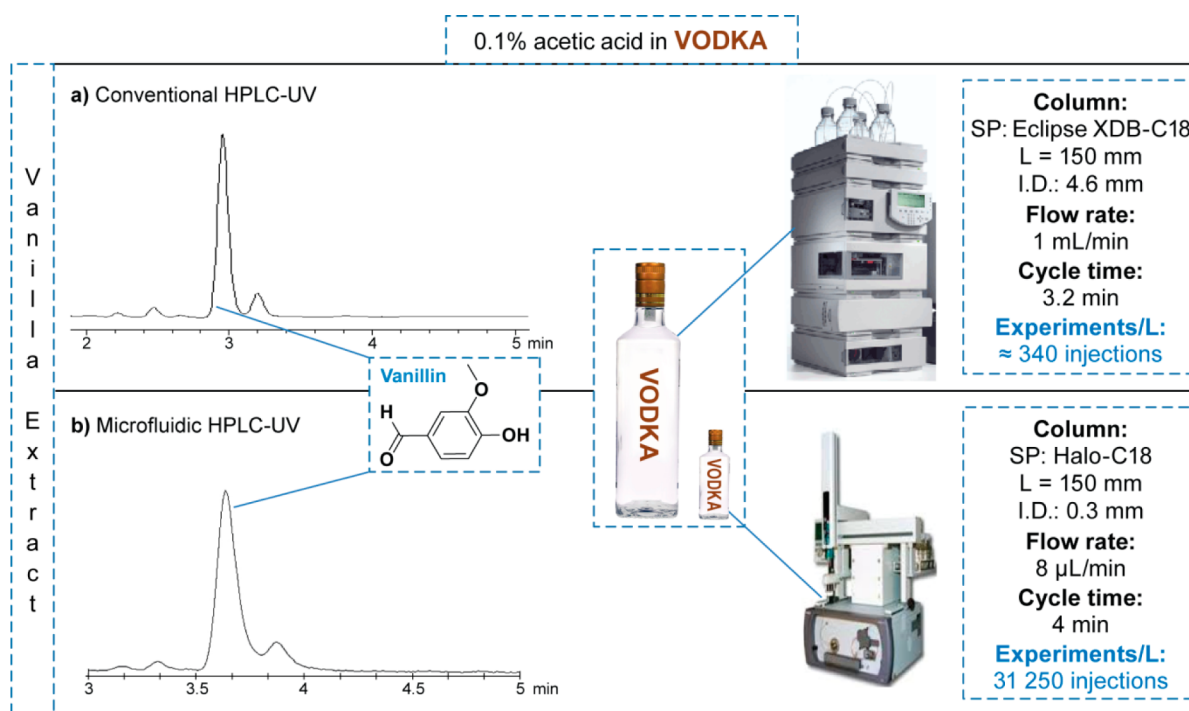 0.1% acetic acid in VODKA
Vanilla Extract
a) Conventional HPLC-UV
2
3
4
5 min
Column:
SP: Eclipse XDB-C18
L = 150 mm
I.D.: 4.6 mm
Flow rate:
1 mL/min
Cycle time:
3.2 min
Experiments/L:
≈ 340 injections
Vanillin
H
O
O
OH
VODKA
VODKA
b) Microfluidic HPLC-UV
3
3.5
4
5 min
Column:
SP: Halo-C18
L = 150 mm
I.D.: 0.3 mm
Flow rate:
8 µL/min
Cycle time:
4 min
Experiments/L:
31 250 injections